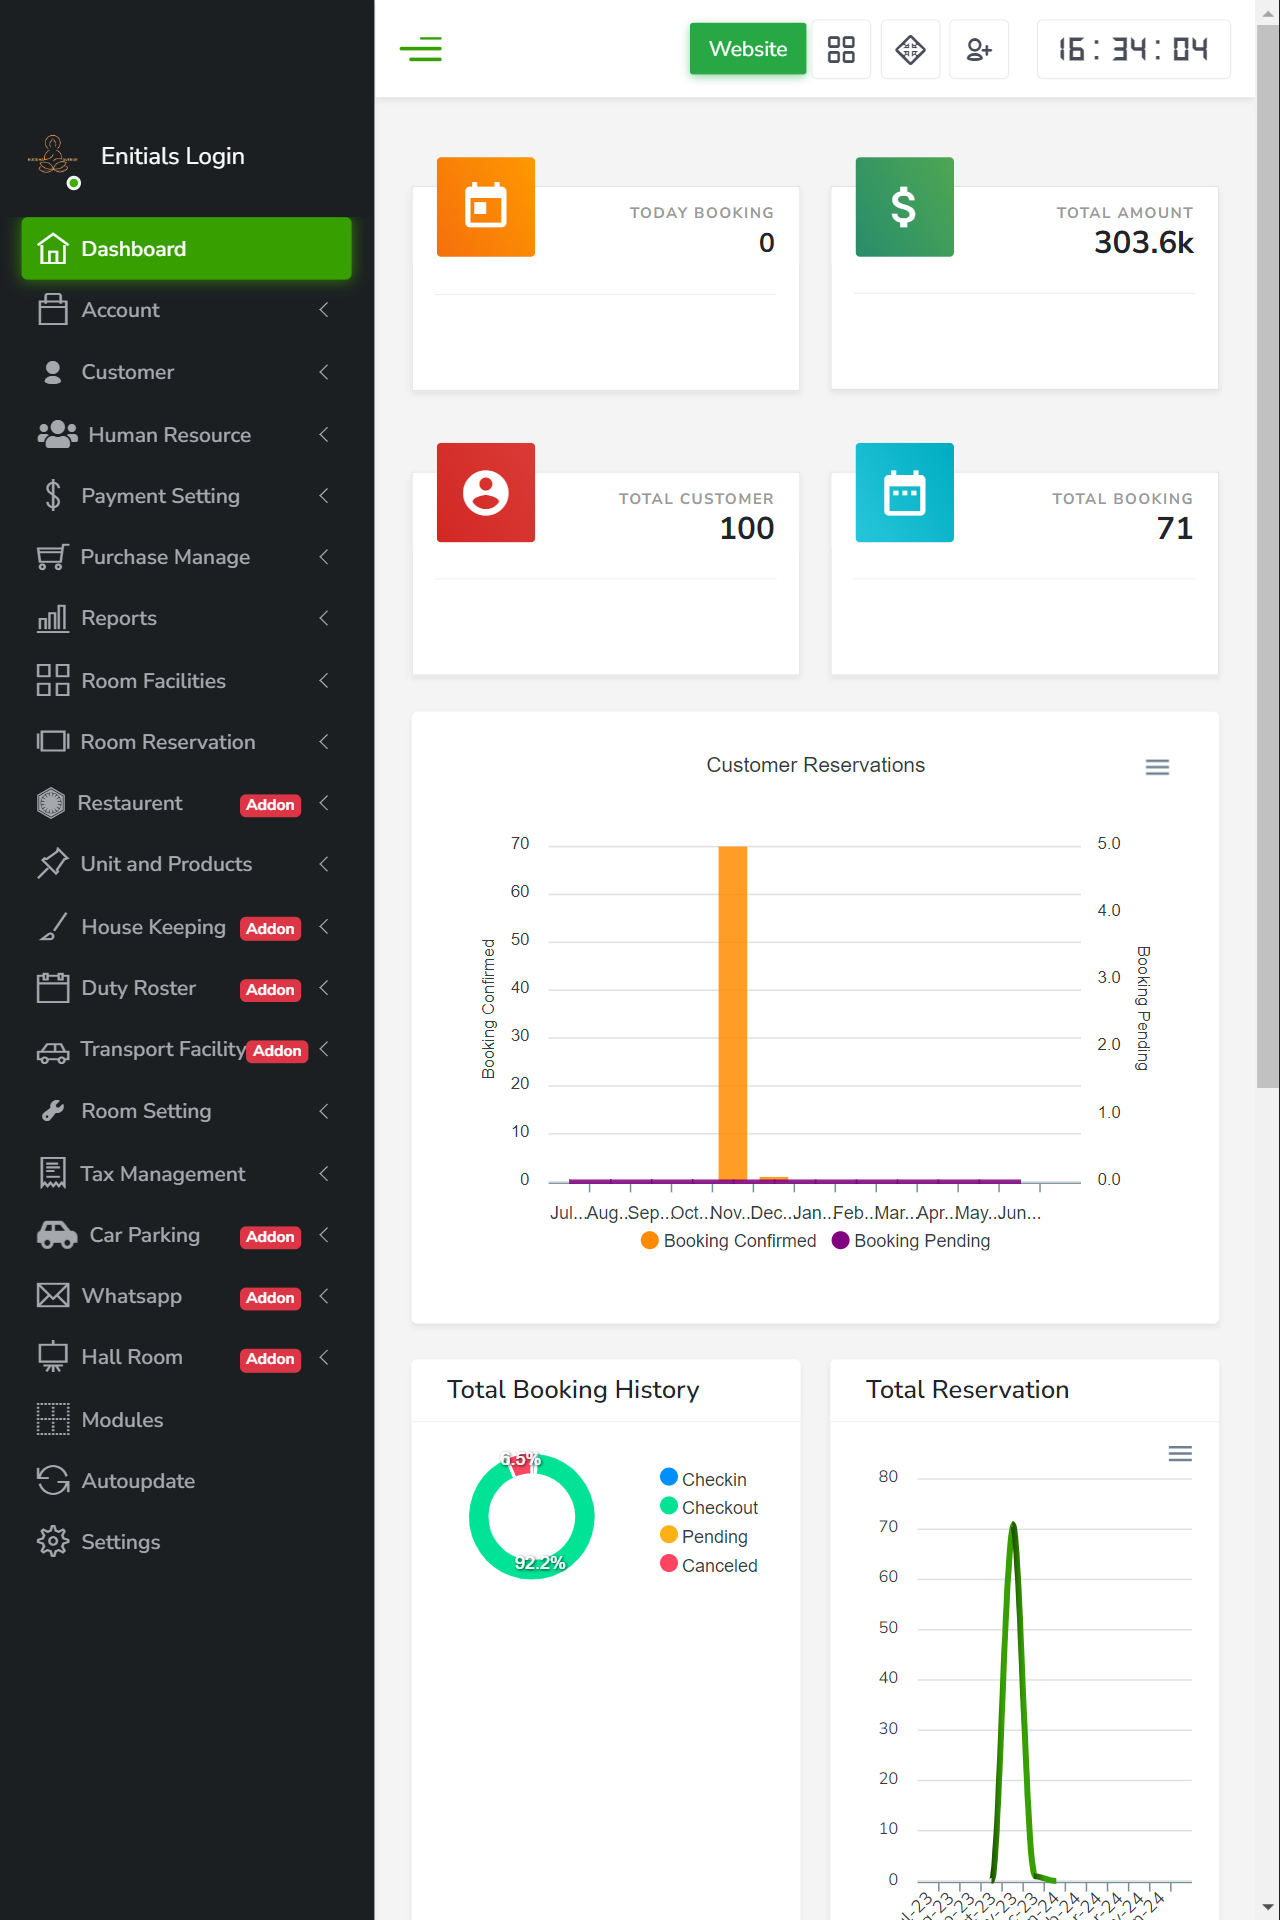 Website
16:34:04
Enitials Login
Dashboard
Account
Customer
Human Resource
Payment Setting
Purchase Manage
Reports
Room Facilities
Room Reservation
Restaurent Addon
Unit and Products
House Keeping Addon
Duty Roster Addon
Transport Facility Addon
Room Setting
Tax Management
Car Parking Addon
Whatsapp Addon
Hall Room Addon
Modules
Autoupdate
Settings
TODAY BOOKING
0
TOTAL AMOUNT
303.6k
TOTAL CUSTOMER
100
TOTAL BOOKING
71
Customer Reservations
70
60
50
40
30
20
10
0
Booking Confirmed
5.0
4.0
3.0
2.0
1.0
0.0
Booking Pending
Jul... Aug... Sep... Oct... Nov... Dec... Jan... Feb... Mar... Apr... May... Jun...
Booking Confirmed Booking Pending
Total Booking History
6.5%
92.2%
Checkin
Checkout
Pending
Canceled
Total Reservation
80
70
60
50
40
30
20
10
0